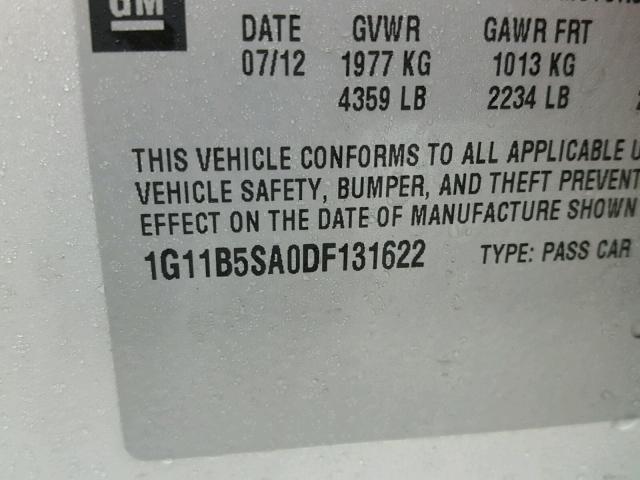 GM
DATE GVWR GAWR FRT
07/12 1977 KG 1013 KG
4359 LB 2234 LB
THIS VEHICLE CONFORMS TO ALL APPLICABLE U
VEHICLE SAFETY, BUMPER, AND THEFT PREVENT
EFFECT ON THE DATE OF MANUFACTURE SHOWN
1G11B5SA0DF131622 TYPE: PASS CAR